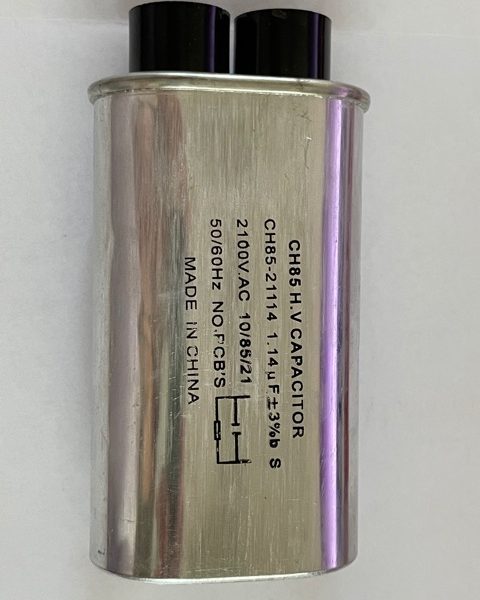 CH85 H.V CAPACITOR
CH85-21114 1.14μF±3% S
2100V.AC 10/85/21
50/60Hz NO.PCB'S
MADE IN CHINA